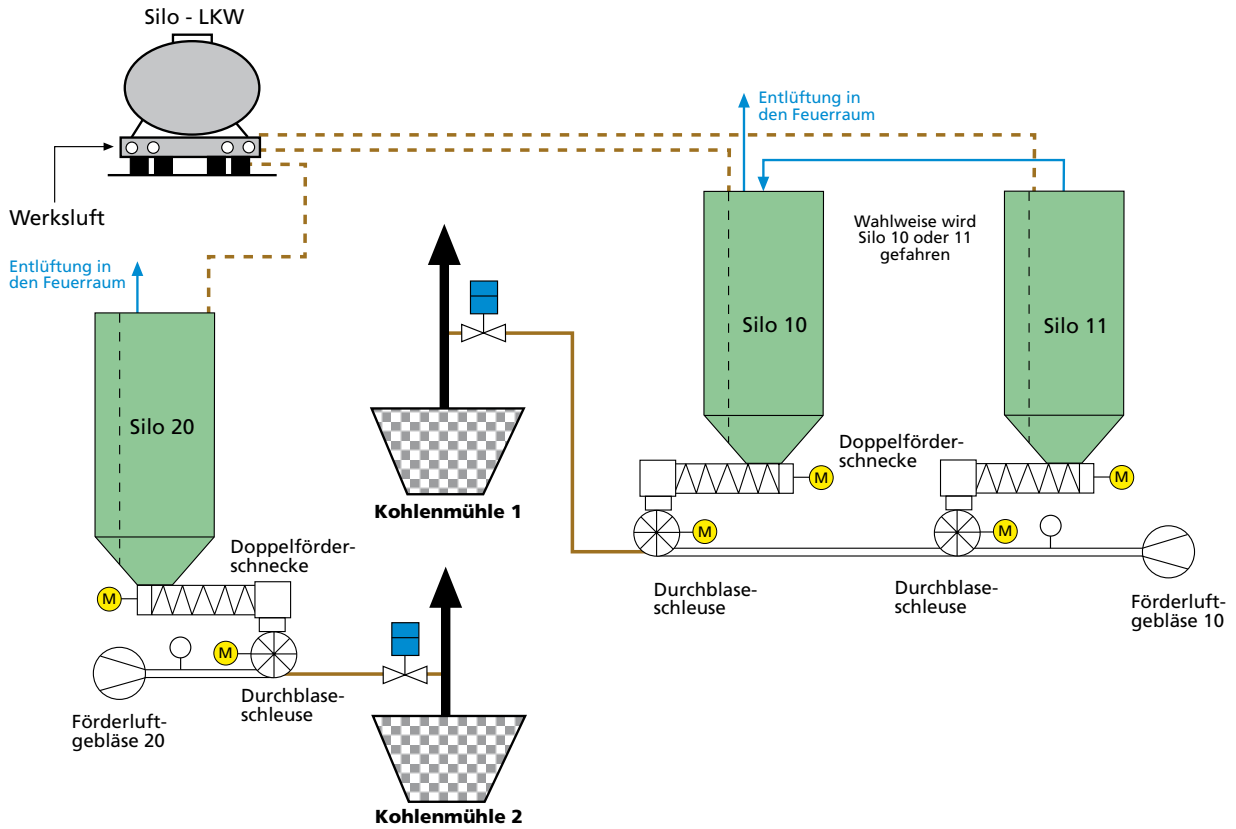 Silo - LKW
Werksluft
Entlüftung in
den Feuerraum
Entlüftung in
den Feuerraum
Wahlweise wird
Silo 10 oder 11
gefahren
Silo 10
Silo 11
Silo 20
Doppelförder-
schnecke
M
M
Kohlenmühle 1
M
M
Durchblase-
schleuse
Durchblase-
schleuse
Förderluft-
gebläse 10
Doppelförder-
schnecke
M
M
Durchblase-
schleuse
Förderluft-
gebläse 20
Kohlenmühle 2